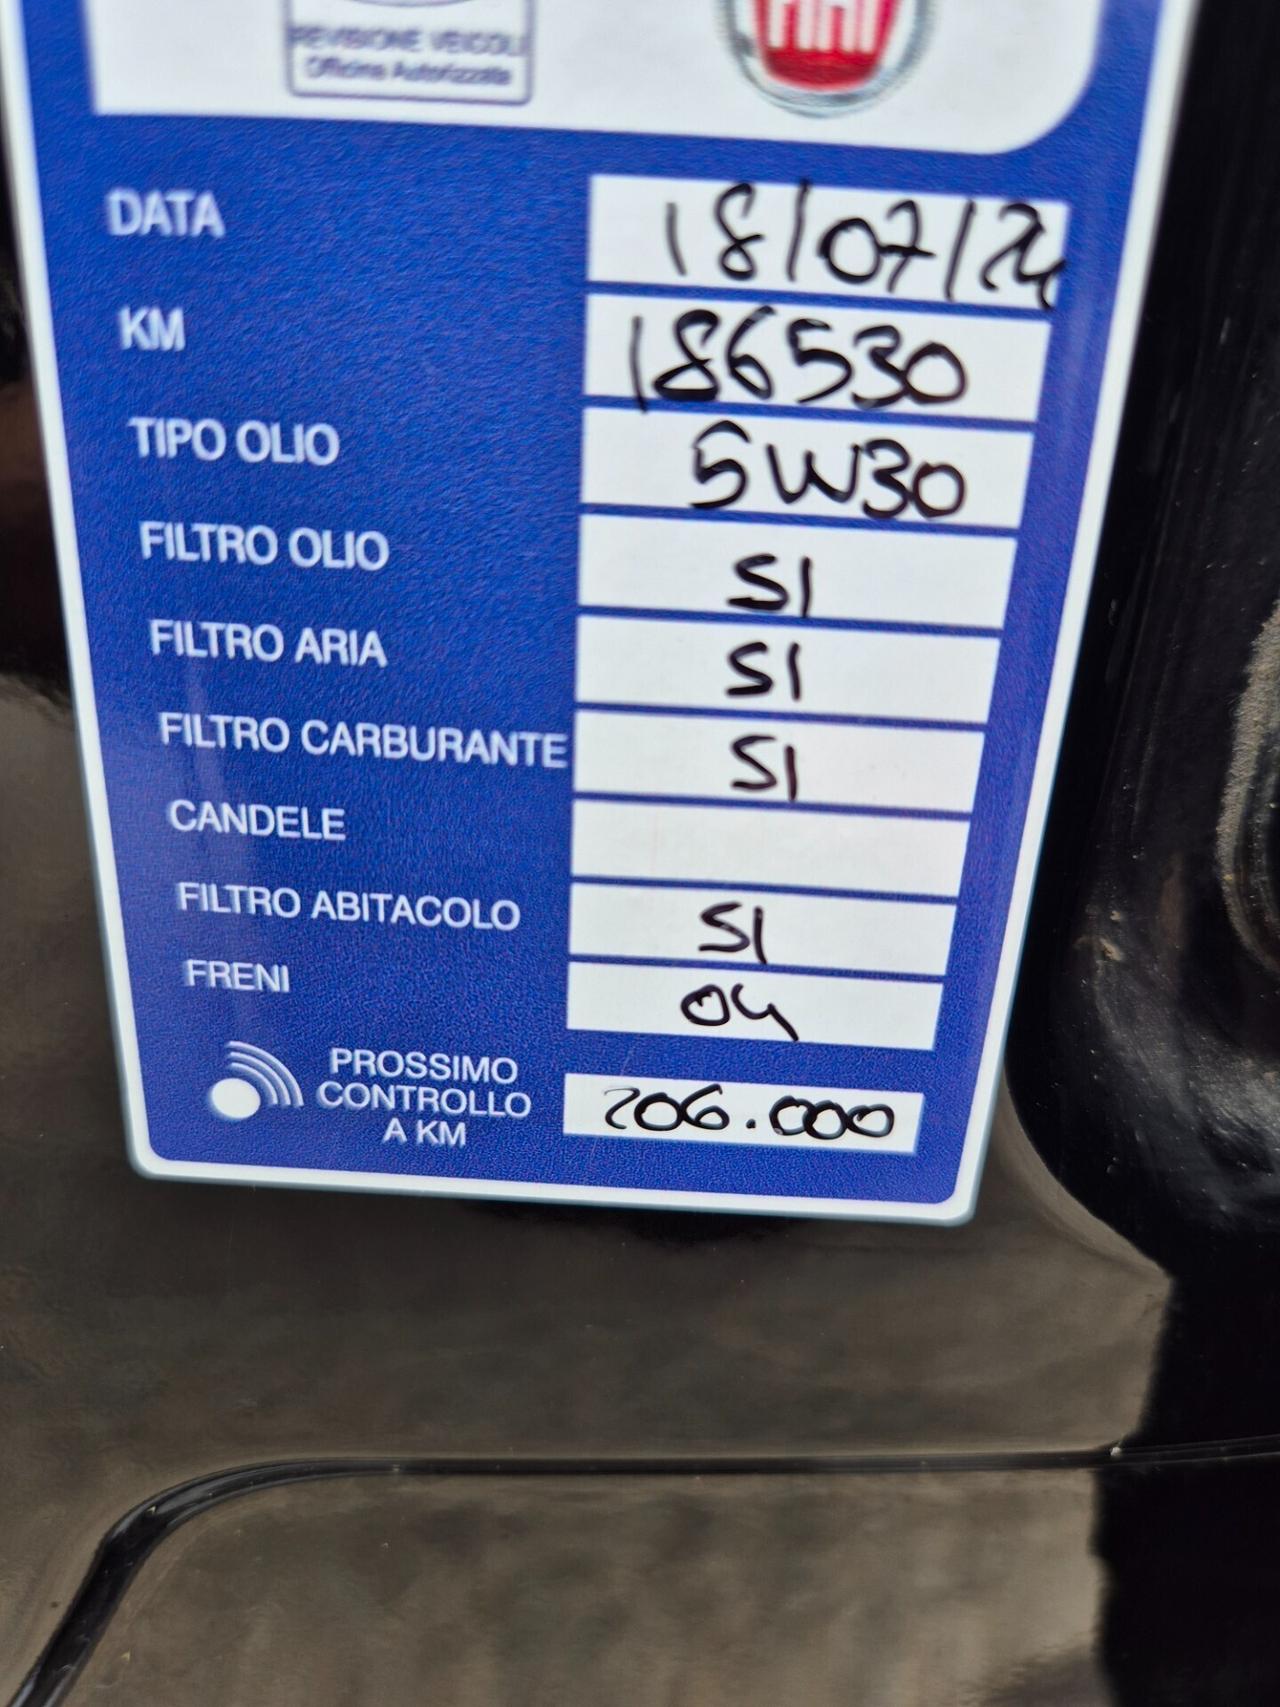 REVISIONE VEICOLI
Officina Autorizzata
FIAT
DATA 18/07/24
KM 186530
TIPO OLIO 5W30
FILTRO OLIO SI
FILTRO ARIA SI
FILTRO CARBURANTE SI
CANDELE
FILTRO ABITACOLO SI
FRENI
PROSSIMO
CONTROLLO
A KM
206.000